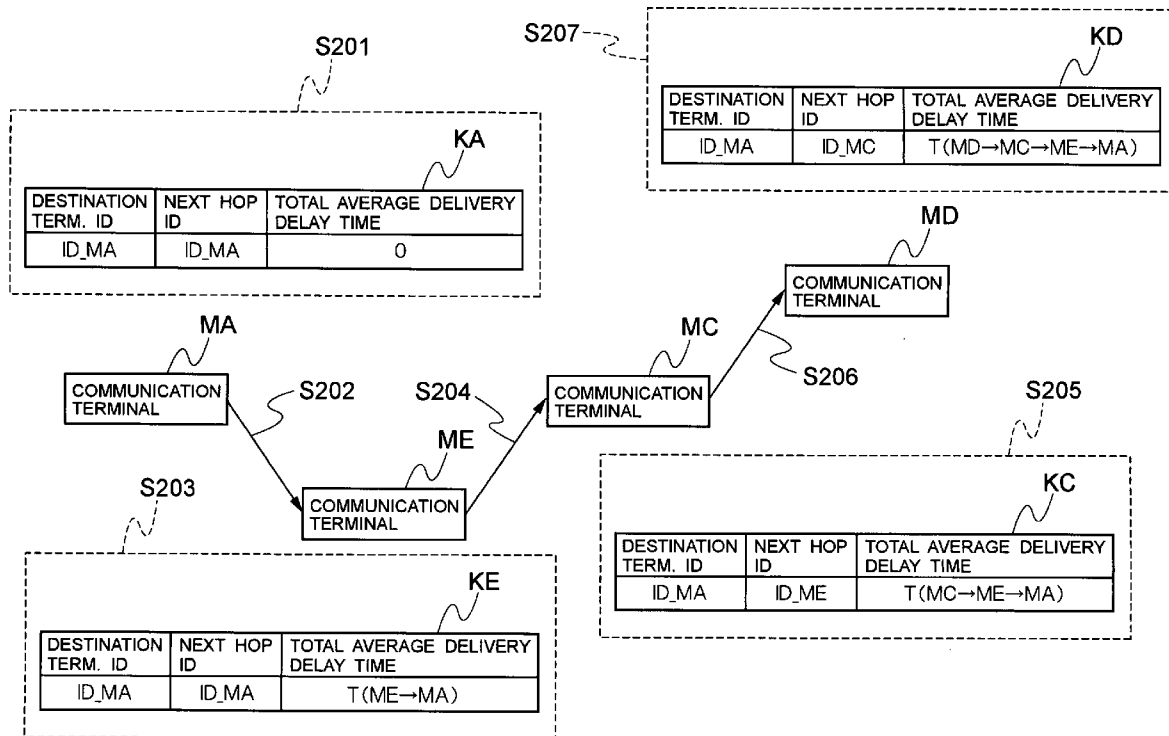 S201
KA
DESTINATION TERM. ID
NEXT HOP ID
TOTAL AVERAGE DELIVERY DELAY TIME
ID_MA
ID_MA
0
S207
KD
DESTINATION TERM. ID
NEXT HOP ID
TOTAL AVERAGE DELIVERY DELAY TIME
ID_MA
ID_MC
T(MD→MC→ME→MA)
MD
COMMUNICATION
TERMINAL
MA
COMMUNICATION
TERMINAL
S202
S204
MC
COMMUNICATION
TERMINAL
S206
ME
COMMUNICATION
TERMINAL
S205
KC
DESTINATION TERM. ID
NEXT HOP ID
TOTAL AVERAGE DELIVERY DELAY TIME
ID_MA
ID_ME
T(MC→ME→MA)
S203
KE
DESTINATION TERM. ID
NEXT HOP ID
TOTAL AVERAGE DELIVERY DELAY TIME
ID_MA
ID_MA
T(ME→MA)